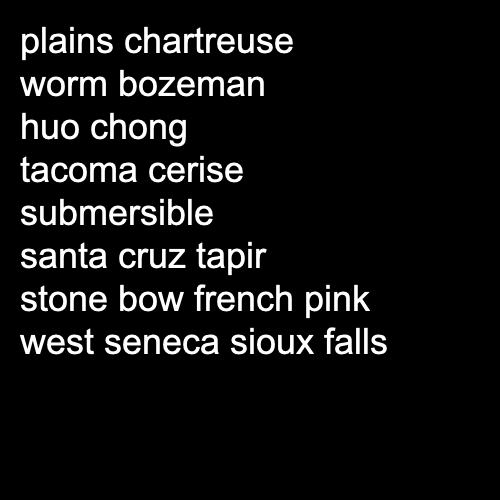 plains chartreuse
worm bozeman
huo chong
tacoma cerise
submersible
santa cruz tapir
stone bow french pink
west seneca sioux falls